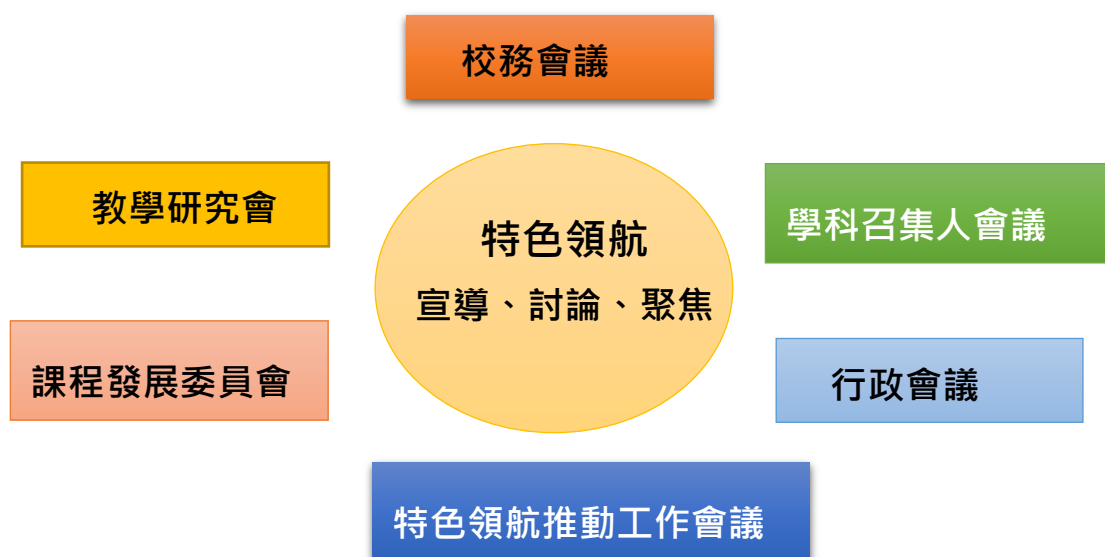 校務會議
教學研究會
特色領航
宣導、討論、聚焦
學科召集人會議
課程發展委員會
行政會議
特色領航推動工作會議